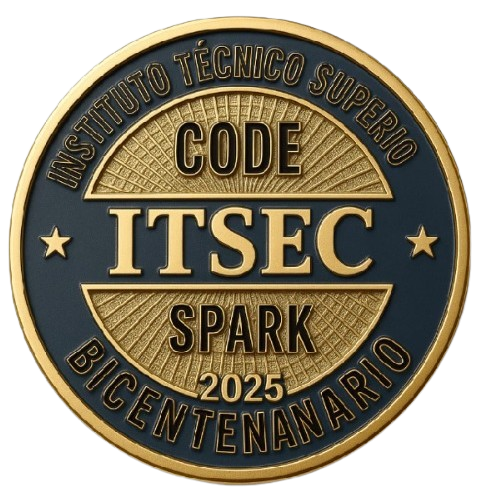 INSTITUTO TÉCNICO SUPERIO
CODE
ITSEC
SPARK
2025
BICENTENANARIO